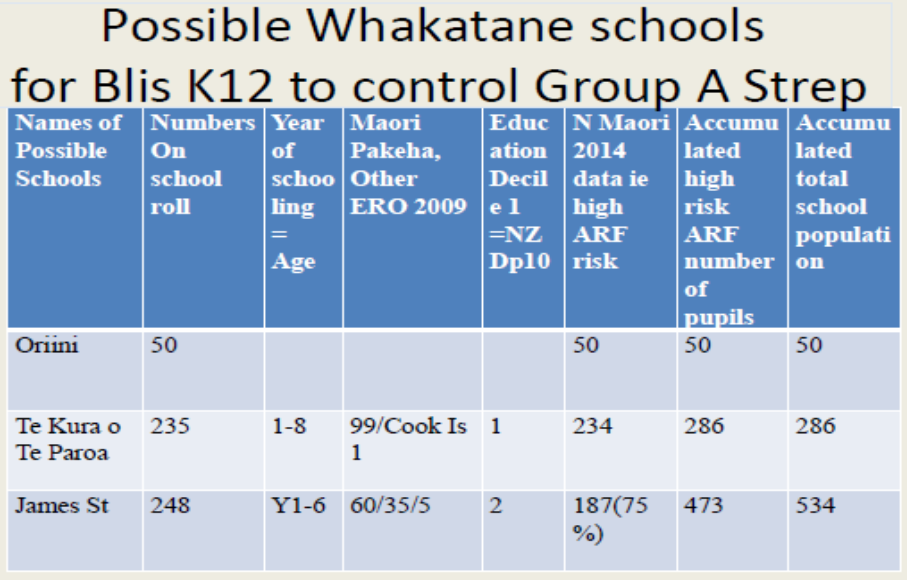 Possible Whakatane schools
for Blis K12 to control Group A Strep
Names of Possible Schools | Numbers On school roll | Year of schoo ling = Age | Maori Pakeha, Other ERO 2009 | Educ ation Decil e 1 =NZ Dp10 | N Maori 2014 data ie high ARF risk | Accumu lated high risk ARF number of pupils | Accumu lated total school populati on
Oriini | 50 | | | | 50 | 50 | 50
Te Kura o Te Paroa | 235 | 1-8 | 99/Cook Is 1 | 1 | 234 | 286 | 286
James St | 248 | Y1-6 | 60/35/5 | 2 | 187(75 %) | 473 | 534